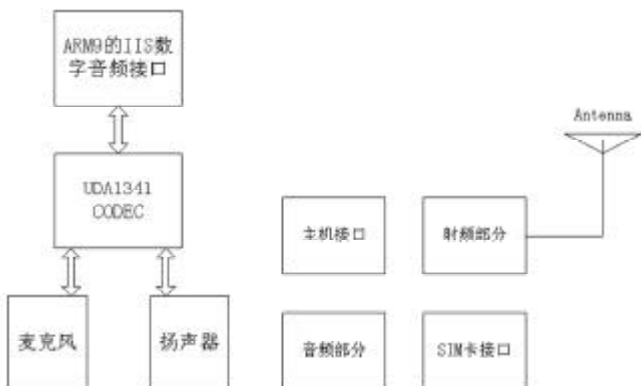 ARM9的IIS数
字音频接口
Antenna
UDA1341
CODEC
主机接口
射频部分
麦克风
扬声器
音频部分
SIM卡接口